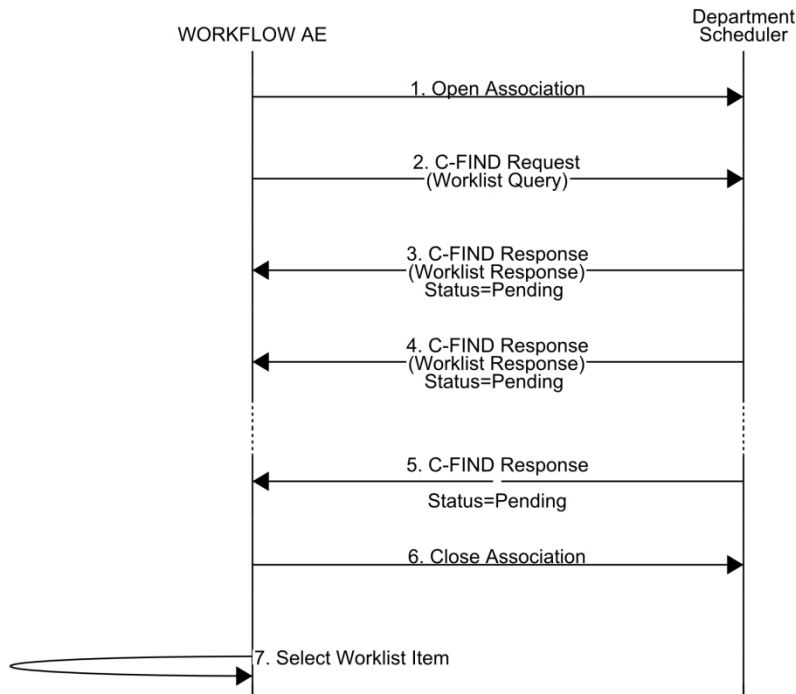 WORKFLOW AE
Department
Scheduler
1. Open Association
2. C-FIND Request
(Worklist Query)
3. C-FIND Response
(Worklist Response)
Status=Pending
4. C-FIND Response
(Worklist Response)
Status=Pending
5. C-FIND Response
Status=Pending
6. Close Association
7. Select Worklist Item